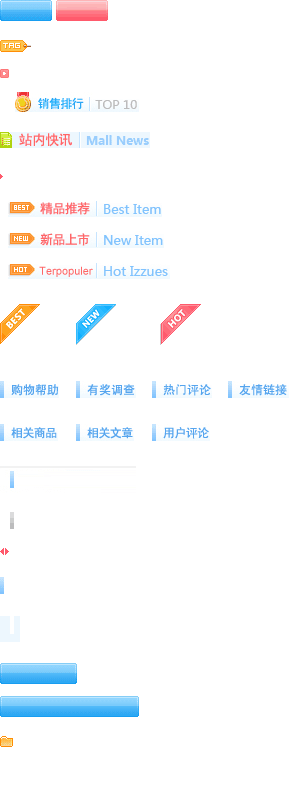 TAG
销售排行 TOP 10
站内快讯 Mall News
BEST 精品推荐 Best Item
NEW 新品上市 New Item
HOT Terpopuler Hot Izzues
BEST NEW HOT
购物帮助 有奖调查 热门评论 友情链接
相关商品 相关文章 用户评论